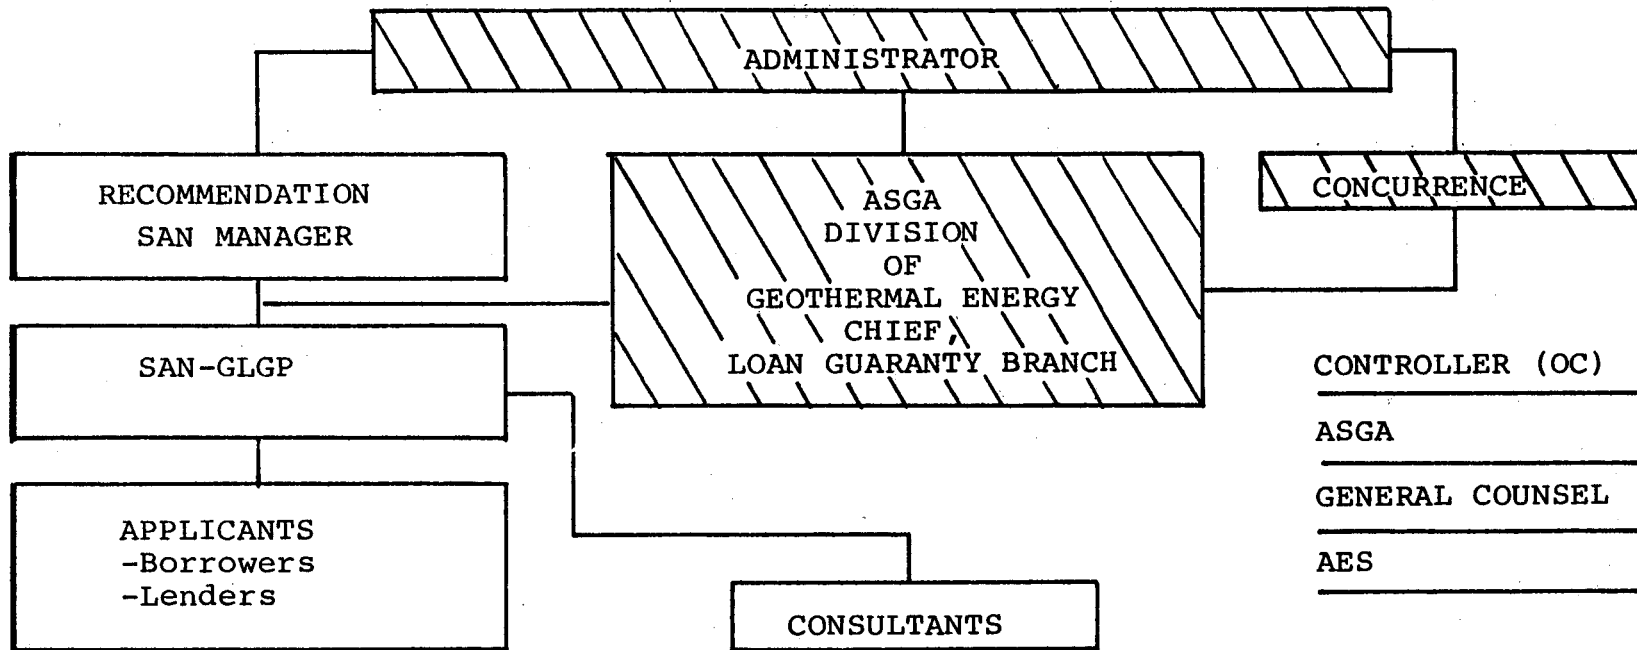 ADMINISTRATOR
RECOMMENDATION
SAN MANAGER
ASGA
DIVISION
OF
GEOTHERMAL ENERGY
CHIEF,
LOAN GUARANTY BRANCH
CONCURRENCE
SAN-GLGP
CONTROLLER (OC)
ASGA
GENERAL COUNSEL
AES
APPLICANTS
-Borrowers
-Lenders
CONSULTANTS